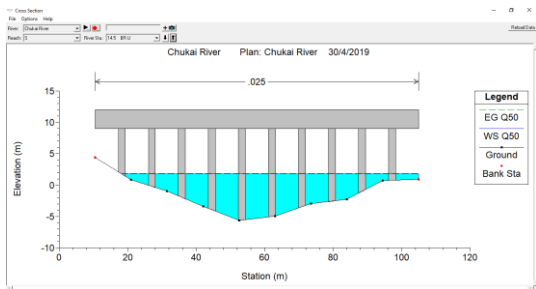 Cross Section
File Options Help
River: Chukai River
Reload Data
Reach: 3 River Sta.: 14.5 BR U
Chukai River Plan: Chukai River 30/4/2019
.025
Legend
EG Q50
WS Q50
Ground
Bank Sta
Elevation (m)
15
10
5
0
-5
-10
0 20 40 60 80 100 120
Station (m)